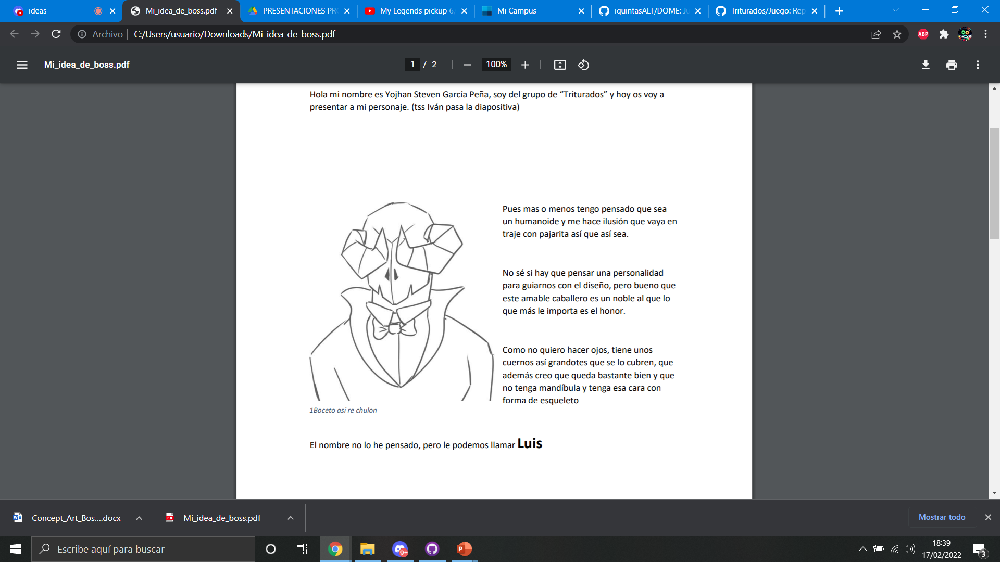 ideas
Mi_idea_de_boss.pdf
PRESENTACIONES PR
My Legends pickup 6,
Mi Campus
iquintasALT/DOME: Ju
Triturados/Juego: Rep
Archivo
C:/Users/usuario/Downloads/Mi_idea_de_boss.pdf
ABP
Mi_idea_de_boss.pdf
1 / 2
100%
Hola mi nombre es Yojhan Steven García Peña, soy del grupo de “Triturados” y hoy os voy a
presentar a mi personaje. (tss Iván pasa la diapositiva)
Pues mas o menos tengo pensado que sea
un humanoide y me hace ilusión que vaya en
traje con pajarita así que así sea.
No sé si hay que pensar una personalidad
para guiarnos con el diseño, pero bueno que
este amable caballero es un noble al que lo
que más le importa es el honor.
Como no quiero hacer ojos, tiene unos
cuernos así grandotes que se lo cubren, que
además creo que queda bastante bien y que
no tenga mandíbula y tenga esa cara con
forma de esqueleto
1Boceto así re chulon
El nombre no lo he pensado, pero le podemos llamar Luis
Concept_Art_Bos....docx
PDF
Mi_idea_de_boss.pdf
Mostrar todo
Escribe aquí para buscar
9+
P
18:39
17/02/2022
3